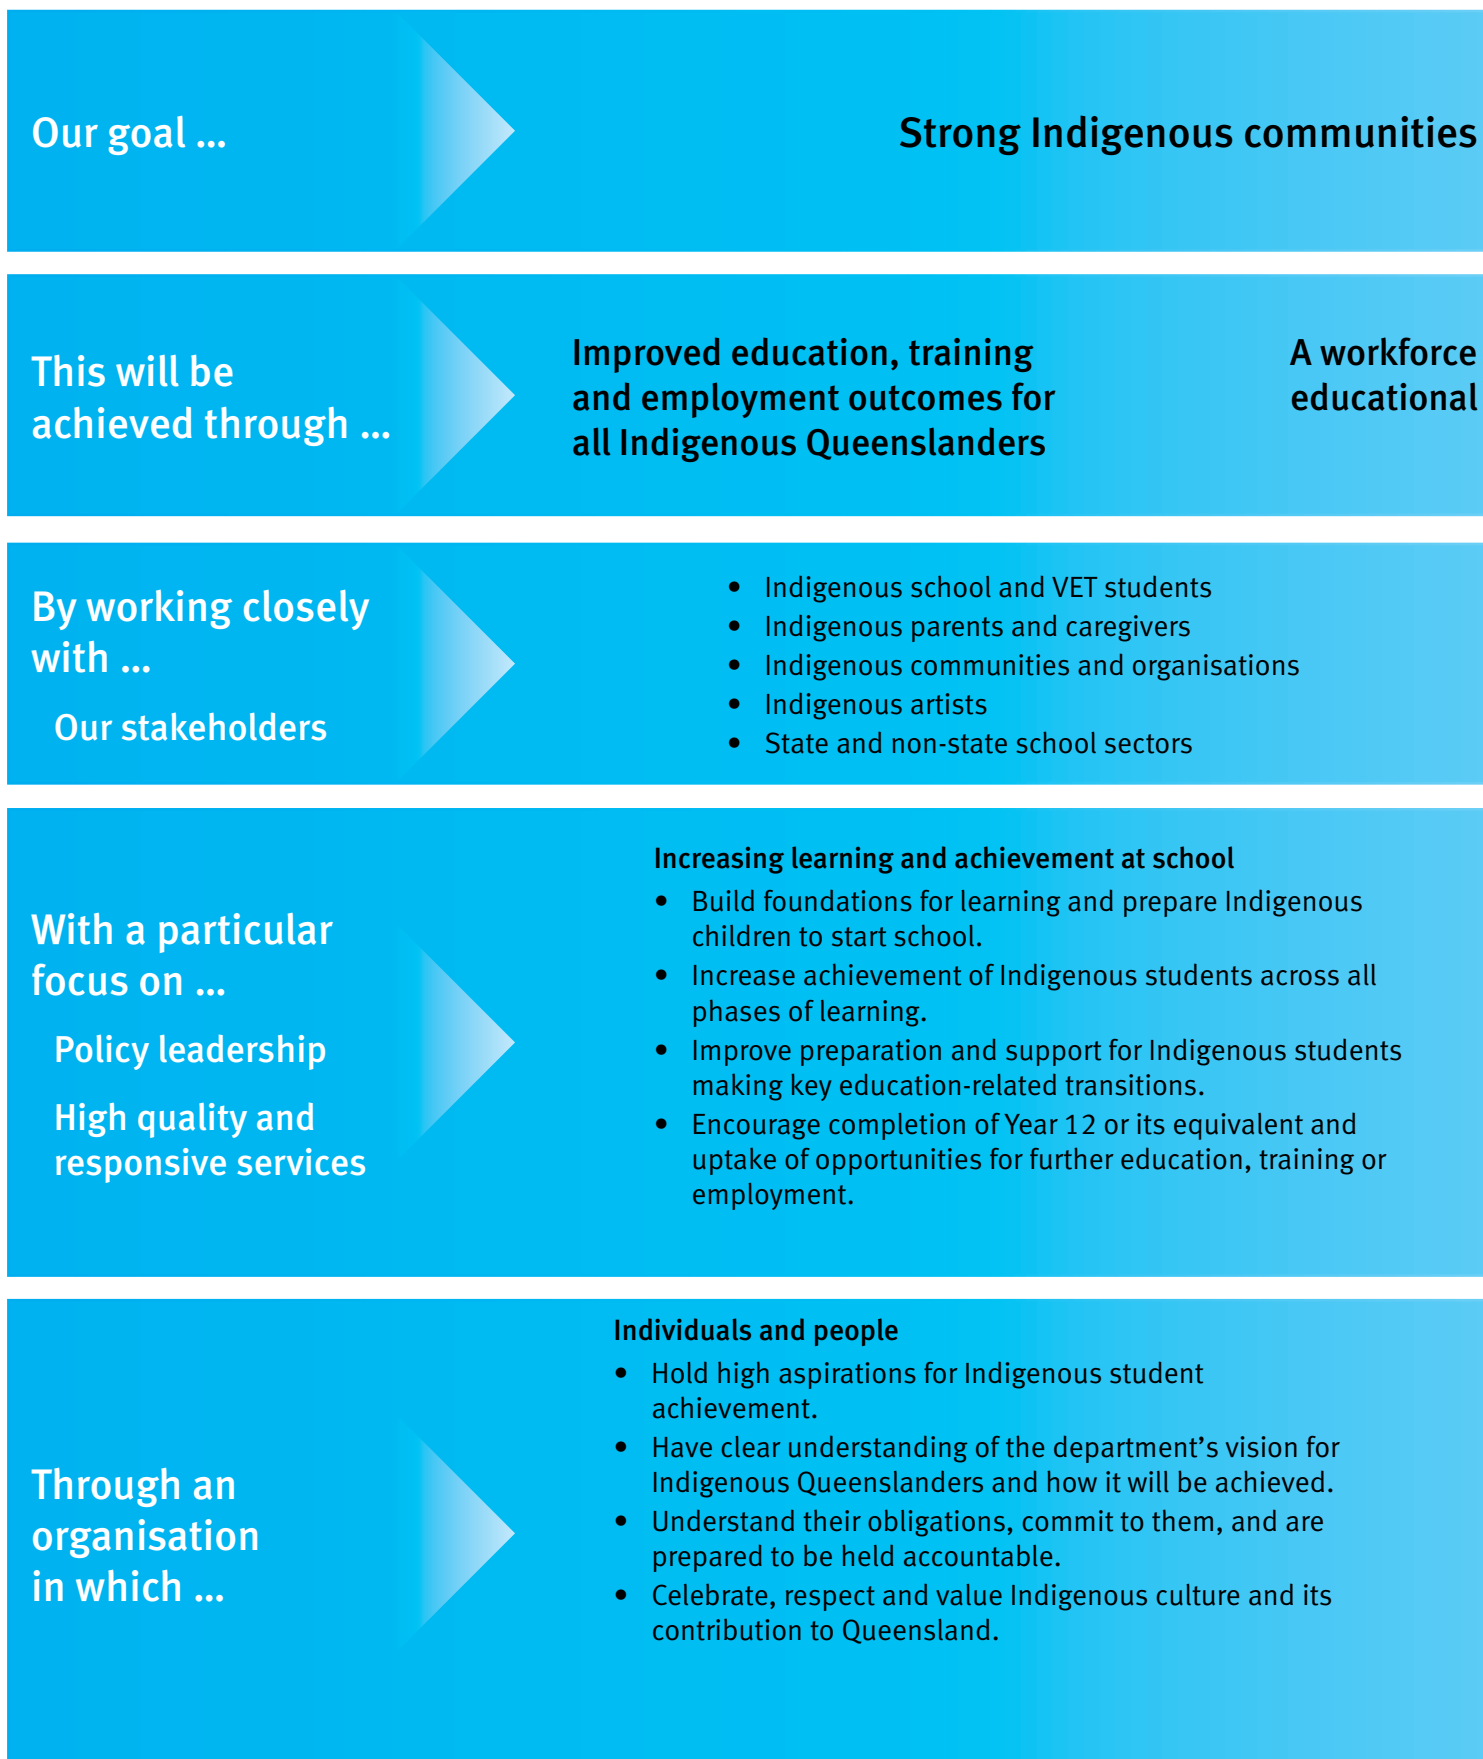 Our goal ...
Strong Indigenous communities
This will be
achieved through ...
Improved education, training
and employment outcomes for
all Indigenous Queenslanders
A workforce
educational
By working closely
with ...
Our stakeholders
• Indigenous school and VET students
• Indigenous parents and caregivers
• Indigenous communities and organisations
• Indigenous artists
• State and non-state school sectors
With a particular
focus on ...
Policy leadership
High quality and
responsive services
Increasing learning and achievement at school
• Build foundations for learning and prepare Indigenous
children to start school.
• Increase achievement of Indigenous students across all
phases of learning.
• Improve preparation and support for Indigenous students
making key education-related transitions.
• Encourage completion of Year 12 or its equivalent and
uptake of opportunities for further education, training or
employment.
Through an
organisation
in which ...
Individuals and people
• Hold high aspirations for Indigenous student
achievement.
• Have clear understanding of the department’s vision for
Indigenous Queenslanders and how it will be achieved.
• Understand their obligations, commit to them, and are
prepared to be held accountable.
• Celebrate, respect and value Indigenous culture and its
contribution to Queensland.